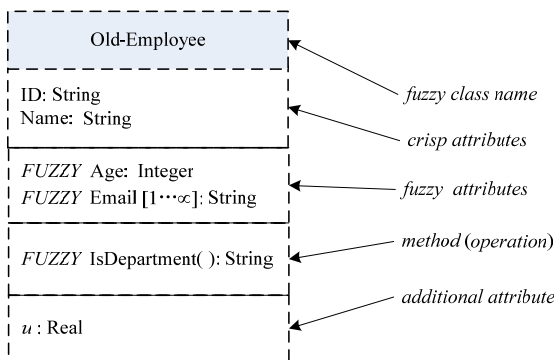 Old-Employee
fuzzy class name
ID: String
Name: String
crisp attributes
FUZZY Age: Integer
FUZZY Email [1⋯∝]: String
fuzzy attributes
FUZZY IsDepartment( ): String
method (operation)
additional attribute
u : Real